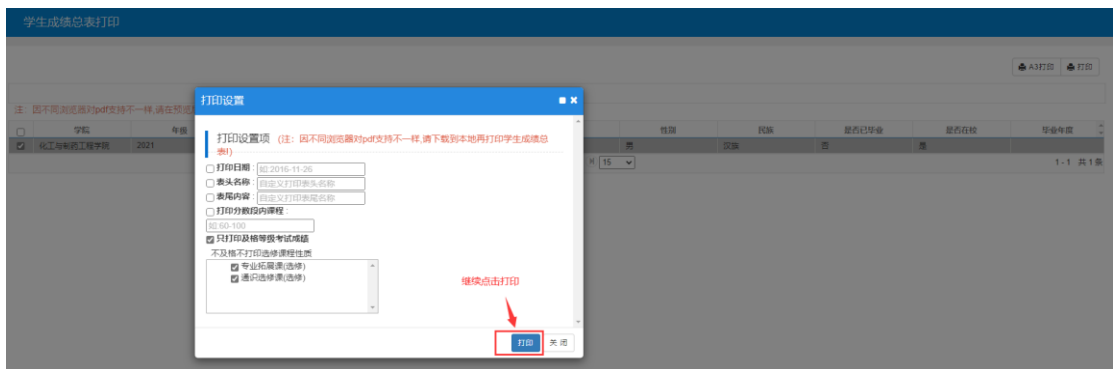 学生成绩总表打印
A3打印 打印
注: 因不同浏览器对pdf支持不一样,请在预览
学院 年级 性别 民族 是否已毕业 是否在校 毕业年度
化工与制药工程学院 2021 男 汉族 否 是
15
1 - 1 共 1 条
打印设置
打印设置项 (注: 因不同浏览器对pdf支持不一样,请下载到本地再打印学生成绩总
表!)
打印日期 : 如:2016-11-26
表头名称 : 自定义打印表头名称
表尾内容 : 自定义打印表尾名称
打印分数段内课程 :
如:60-100
只打印及格等级考试成绩
不及格不打印选修课程性质
专业拓展课(选修)
通识选修课(选修)
继续点击打印
打印 关 闭